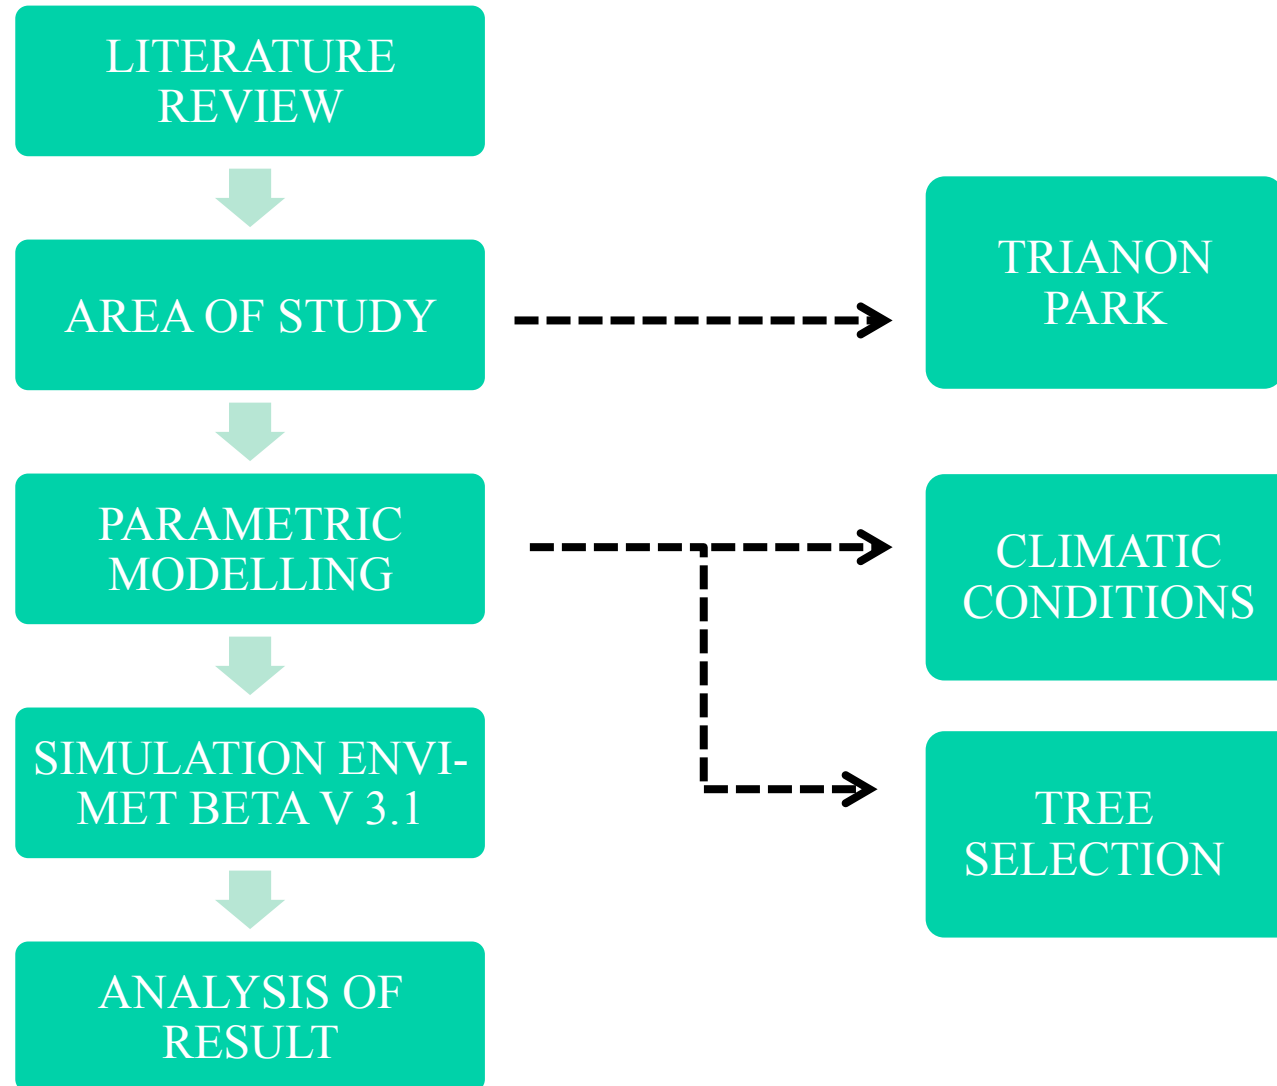 LITERATURE
REVIEW
AREA OF STUDY
TRIANON
PARK
PARAMETRIC
MODELLING
CLIMATIC
CONDITIONS
TREE
SELECTION
SIMULATION ENVI-
MET BETA V 3.1
ANALYSIS OF
RESULT